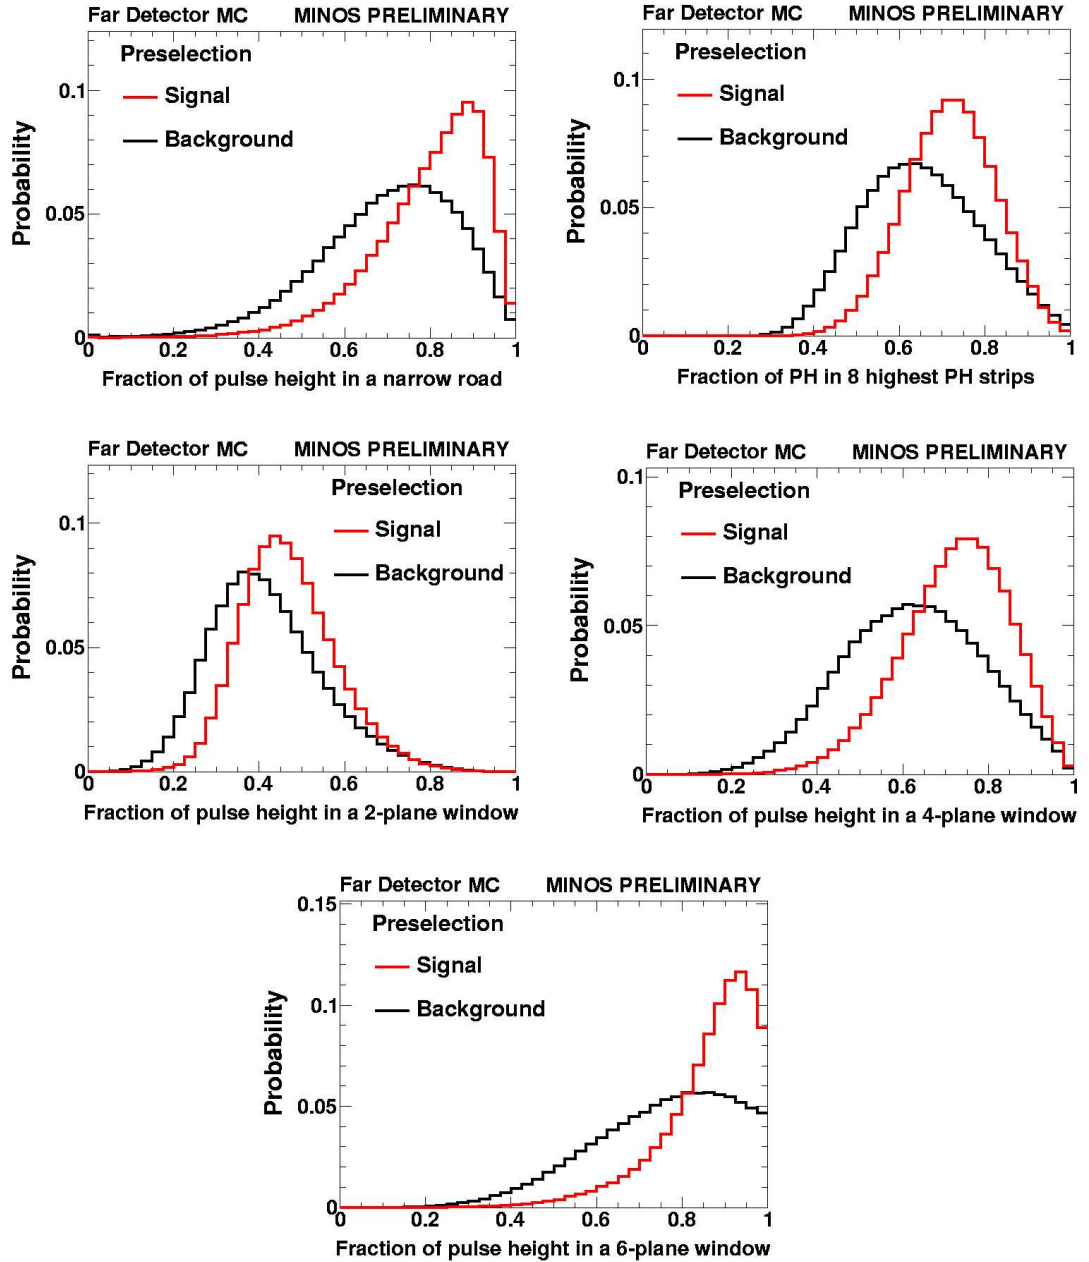 Far Detector MC MINOS PRELIMINARY
Preselection
Signal
Background
Probability
0.1
0.05
0
0 0.2 0.4 0.6 0.8 1
Fraction of pulse height in a narrow road
Far Detector MC MINOS PRELIMINARY
Preselection
Signal
Background
Probability
0.1
0.05
0
0 0.2 0.4 0.6 0.8 1
Fraction of PH in 8 highest PH strips
Far Detector MC MINOS PRELIMINARY
Preselection
Signal
Background
Probability
0.1
0.05
0
0 0.2 0.4 0.6 0.8 1
Fraction of pulse height in a 2-plane window
Far Detector MC MINOS PRELIMINARY
Preselection
Signal
Background
Probability
0.1
0.05
0
0 0.2 0.4 0.6 0.8 1
Fraction of pulse height in a 4-plane window
Far Detector MC MINOS PRELIMINARY
Preselection
Signal
Background
Probability
0.15
0.1
0.05
0
0 0.2 0.4 0.6 0.8 1
Fraction of pulse height in a 6-plane window